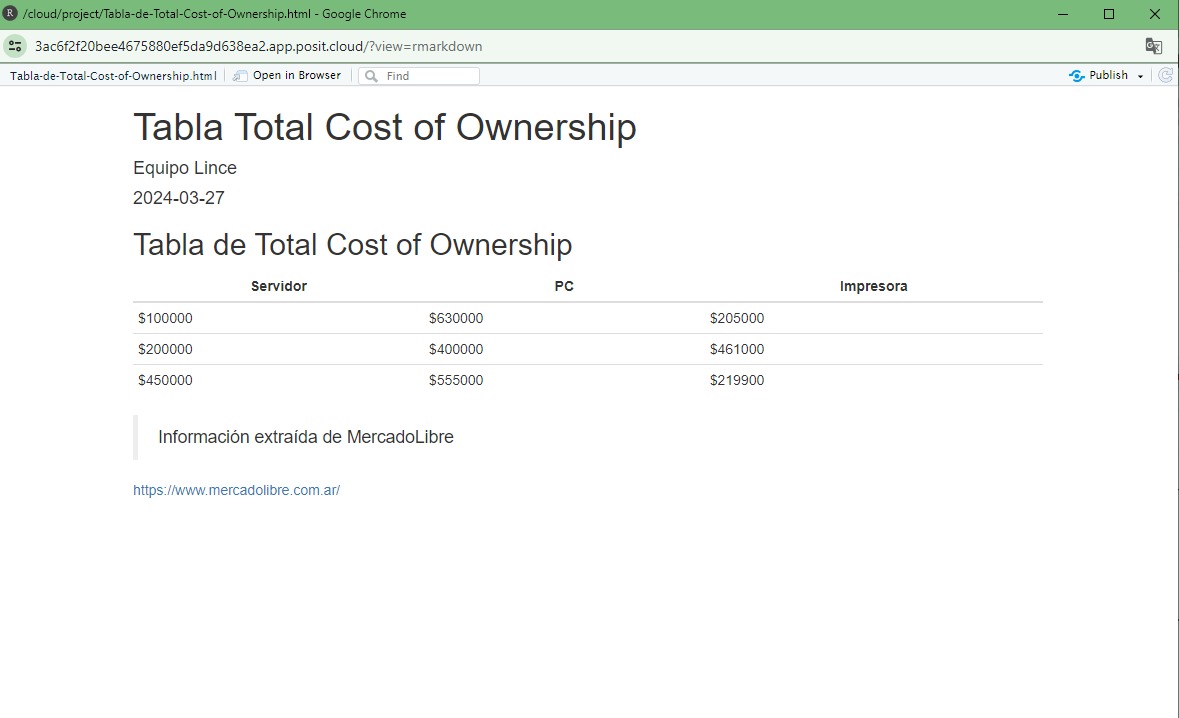 R /cloud/project/Tabla-de-Total-Cost-of-Ownership.html - Google Chrome
3ac6f2f20bee4675880ef5da9d638ea2.app.posit.cloud/?view=rmarkdown
Tabla-de-Total-Cost-of-Ownership.html Open in Browser Find Publish
Tabla Total Cost of Ownership
Equipo Lince
2024-03-27
Tabla de Total Cost of Ownership
Servidor PC Impresora
$100000 $630000 $205000
$200000 $400000 $461000
$450000 $555000 $219900
Información extraída de MercadoLibre
https://www.mercadolibre.com.ar/